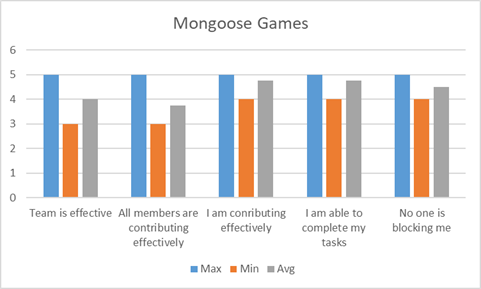 Mongoose Games
6
5
4
3
2
1
0
Team is effective
All members are
contributing
effectively
I am conributing
effectively
I am able to
complete my
tasks
No one is
blocking me
Max Min Avg